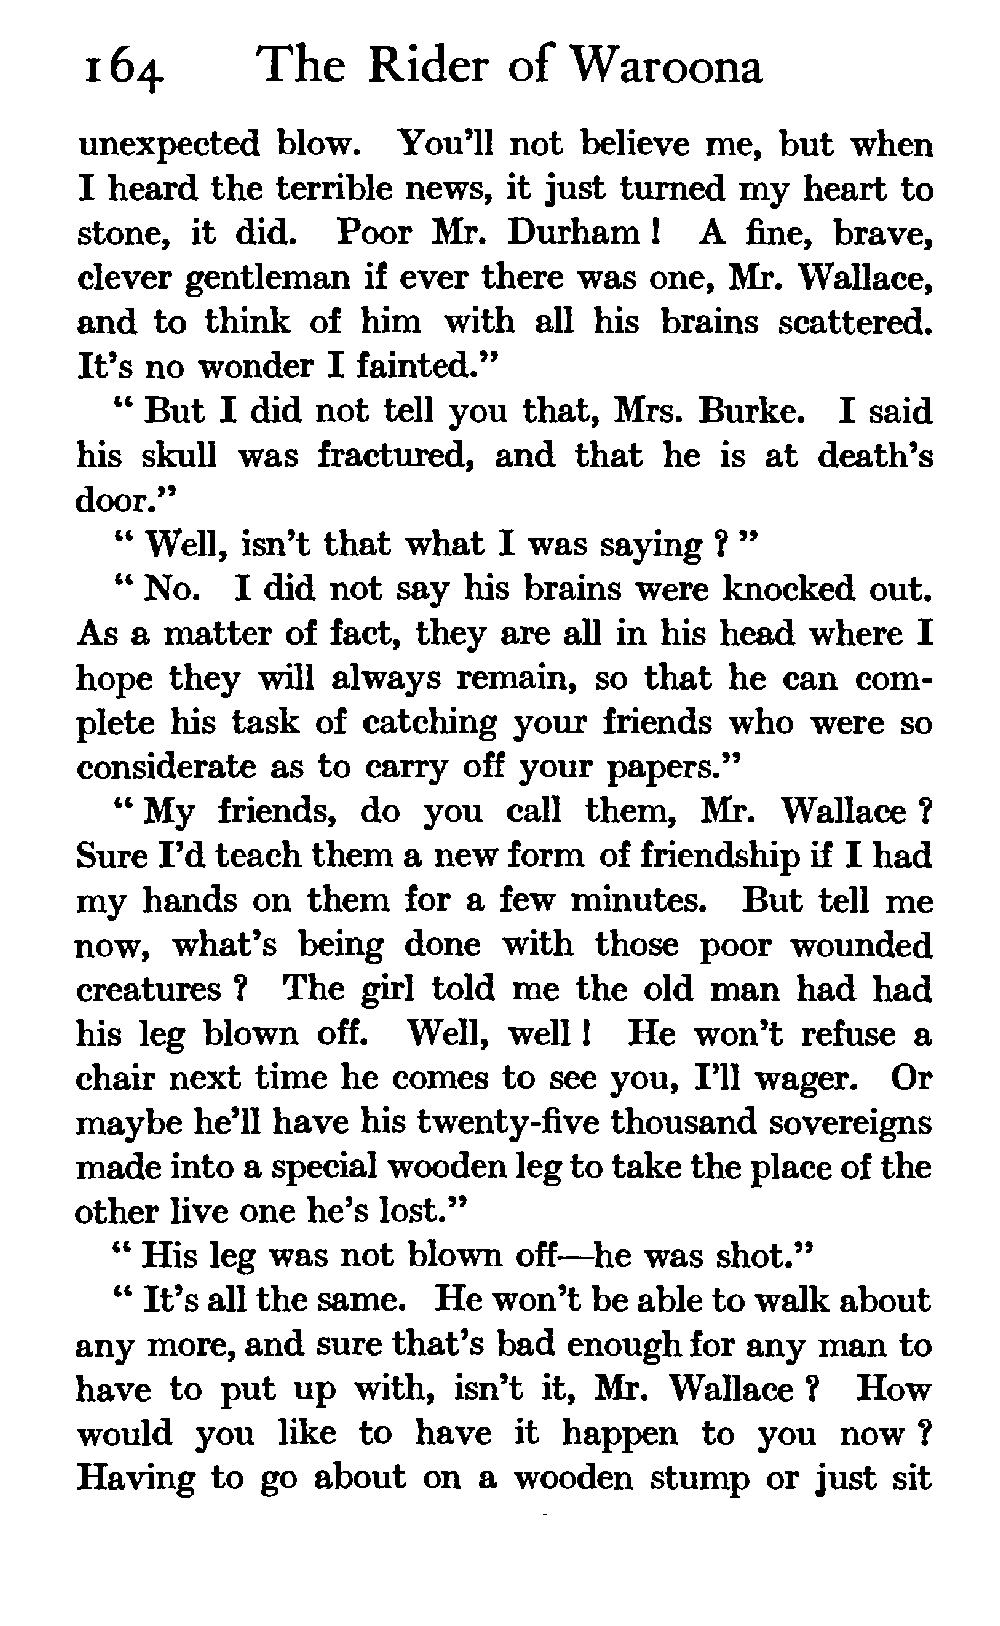 164 The Rider of Waroona
unexpected blow. You'll not believe me, but when
I heard the terrible news, it just turned my heart to
stone, it did. Poor Mr. Durham! A fine, brave,
clever gentleman if ever there was one, Mr. Wallace,
and to think of him with all his brains scattered.
It's no wonder I fainted."
"But I did not tell you that, Mrs. Burke. I said
his skull was fractured, and that he is at death's
door."
"Well, isn't that what I was saying?"
"No. I did not say his brains were knocked out.
As a matter of fact, they are all in his head where I
hope they will always remain, so that he can com-
plete his task of catching your friends who were so
considerate as to carry off your papers."
"My friends, do you call them, Mr. Wallace?
Sure I'd teach them a new form of friendship if I had
my hands on them for a few minutes. But tell me
now, what's being done with those poor wounded
creatures? The girl told me the old man had had
his leg blown off. Well, well! He won't refuse a
chair next time he comes to see you, I'll wager. Or
maybe he'll have his twenty-five thousand sovereigns
made into a special wooden leg to take the place of the
other live one he's lost."
"His leg was not blown off—he was shot."
"It's all the same. He won't be able to walk about
any more, and sure that's bad enough for any man to
have to put up with, isn't it, Mr. Wallace? How
would you like to have it happen to you now?
Having to go about on a wooden stump or just sit